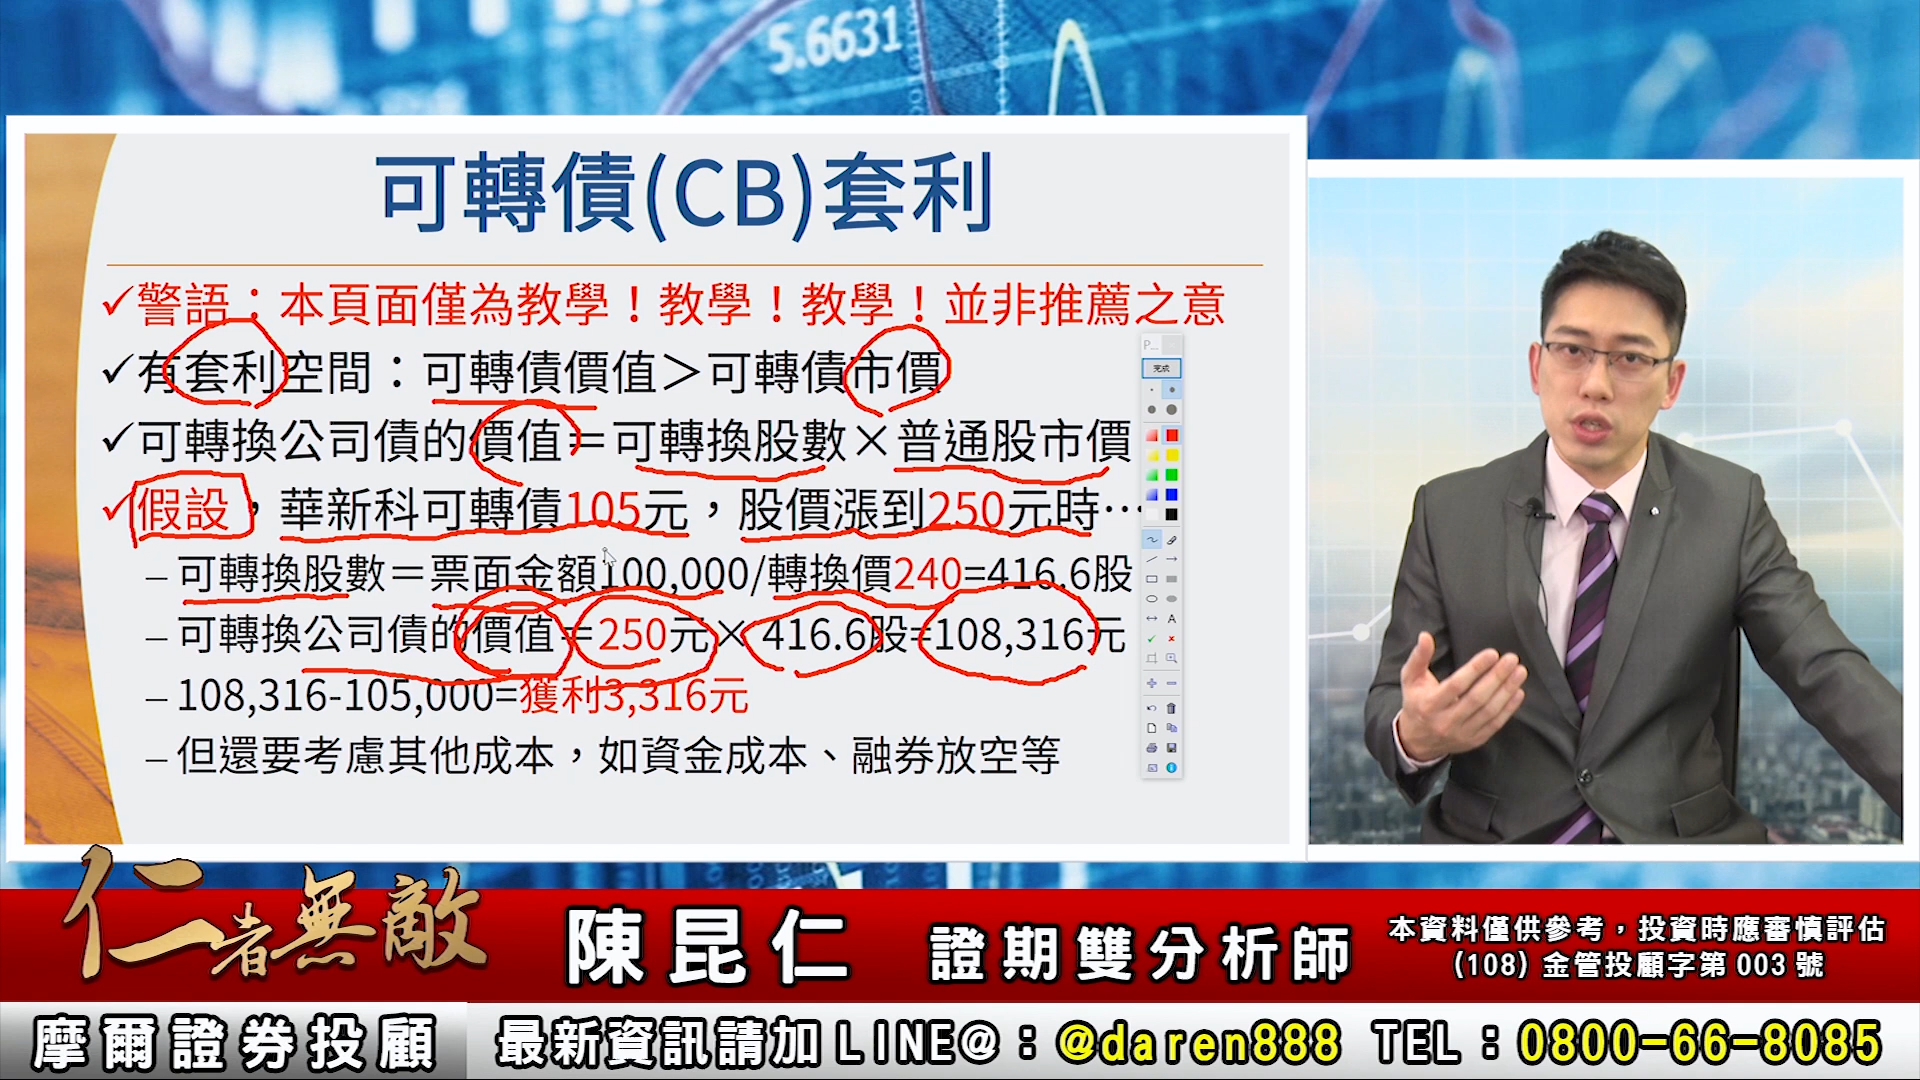 5.6631
可轉債(CB)套利
✓警語：本頁面僅為教學！教學！教學！並非推薦之意
✓有套利空間：可轉債價值＞可轉債市價
✓可轉換公司債的價值＝可轉換股數×普通股市價
✓假設，華新科可轉債105元，股價漲到250元時…
–可轉換股數＝票面金額100,000/轉換價240=416.6股
–可轉換公司債的價值＝250元×416.6股=108,316元
–108,316-105,000=獲利3,316元
–但還要考慮其他成本，如資金成本、融券放空等
P...
完成
A
仁者無敵
陳昆仁
證期雙分析師
本資料僅供參考，投資時應審慎評估
(108) 金管投顧字第 003 號
摩爾證券投顧
最新資訊請加LINE@：@daren888 TEL：0800-66-8085